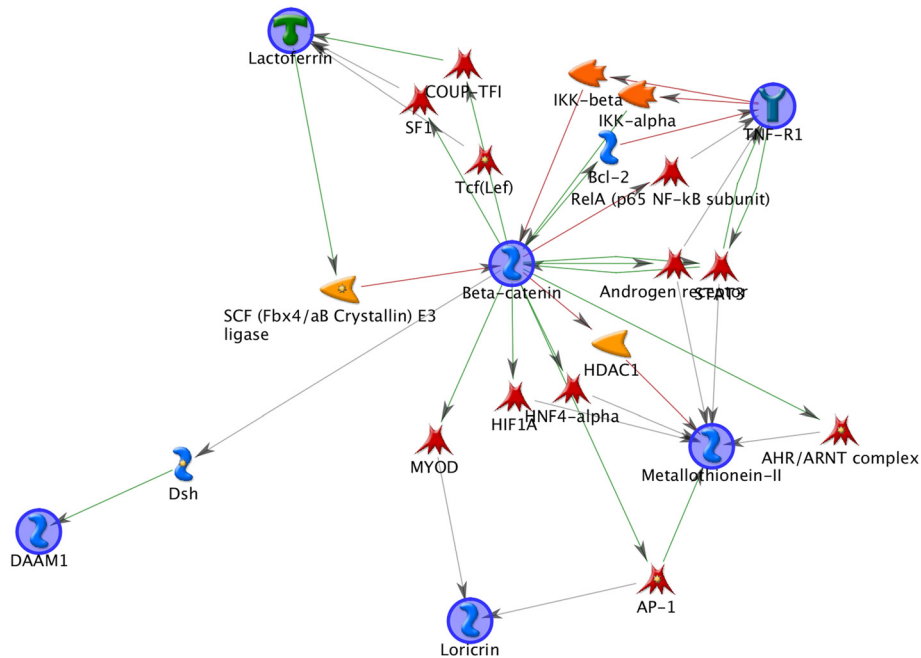 Lactoferrin
COUP-TFI
IKK-beta
IKK-alpha
SF1
TNF-R1
Bcl-2
Tcf(Lef)
RelA (p65 NF-kB subunit)
Beta-catenin
Androgen receptor
STAT3
SCF (Fbx4/aB Crystallin) E3
ligase
HDAC1
HIF1A
HNF4-alpha
MYOD
AHR/ARNT complex
Metallothionein-II
Dsh
DAAM1
AP-1
Loricrin